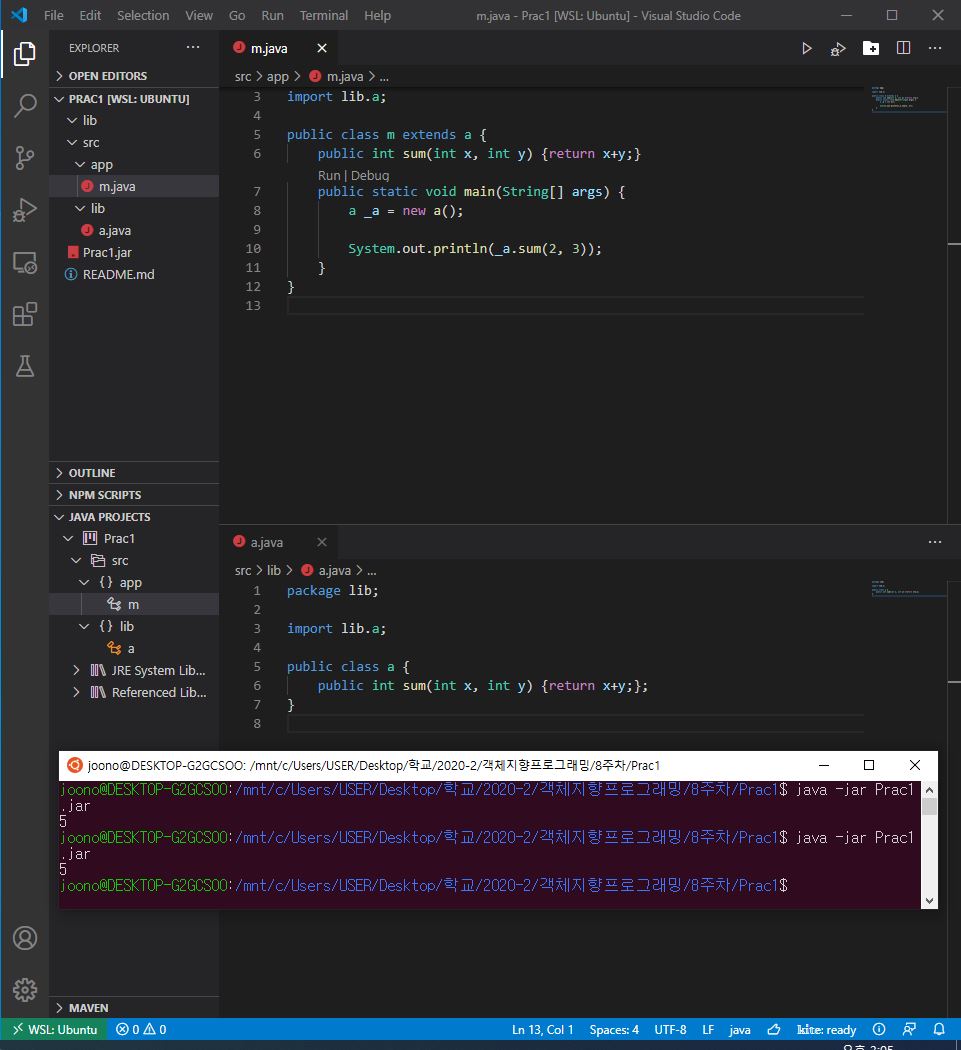 File Edit Selection View Go Run Terminal Help m.java - Prac1 [WSL: Ubuntu] - Visual Studio Code
EXPLORER ...
OPEN EDITORS
PRAC1 [WSL: UBUNTU]
lib
src
app
m.java
lib
a.java
Prac1.jar
README.md
OUTLINE
NPM SCRIPTS
JAVA PROJECTS
Prac1
src
{} app
m
{} lib
a
JRE System Lib...
Referenced Lib...
MAVEN
m.java
src > app > m.java > ...
3 import lib.a;
4
5 public class m extends a {
6 public int sum(int x, int y) {return x+y;}
Run | Debug
7 public static void main(String[] args) {
8 a _a = new a();
9
10 System.out.println(_a.sum(2, 3));
11 }
12 }
13
a.java
src > lib > a.java > ...
1 package lib;
2
3 import lib.a;
4
5 public class a {
6 public int sum(int x, int y) {return x+y;};
7 }
8
joono@DESKTOP-G2GCSOO: /mnt/c/Users/USER/Desktop/학교/2020-2/객체지향프로그래밍/8주차/Prac1
joono@DESKTOP-G2GCSOO:/mnt/c/Users/USER/Desktop/학교/2020-2/객체지향프로그래밍/8주차/Prac1$ java -jar Prac1
.jar
5
joono@DESKTOP-G2GCSOO:/mnt/c/Users/USER/Desktop/학교/2020-2/객체지향프로그래밍/8주차/Prac1$ java -jar Prac1
.jar
5
joono@DESKTOP-G2GCSOO:/mnt/c/Users/USER/Desktop/학교/2020-2/객체지향프로그래밍/8주차/Prac1$
WSL: Ubuntu 0 0 Ln 13, Col 1 Spaces: 4 UTF-8 LF java kite: ready